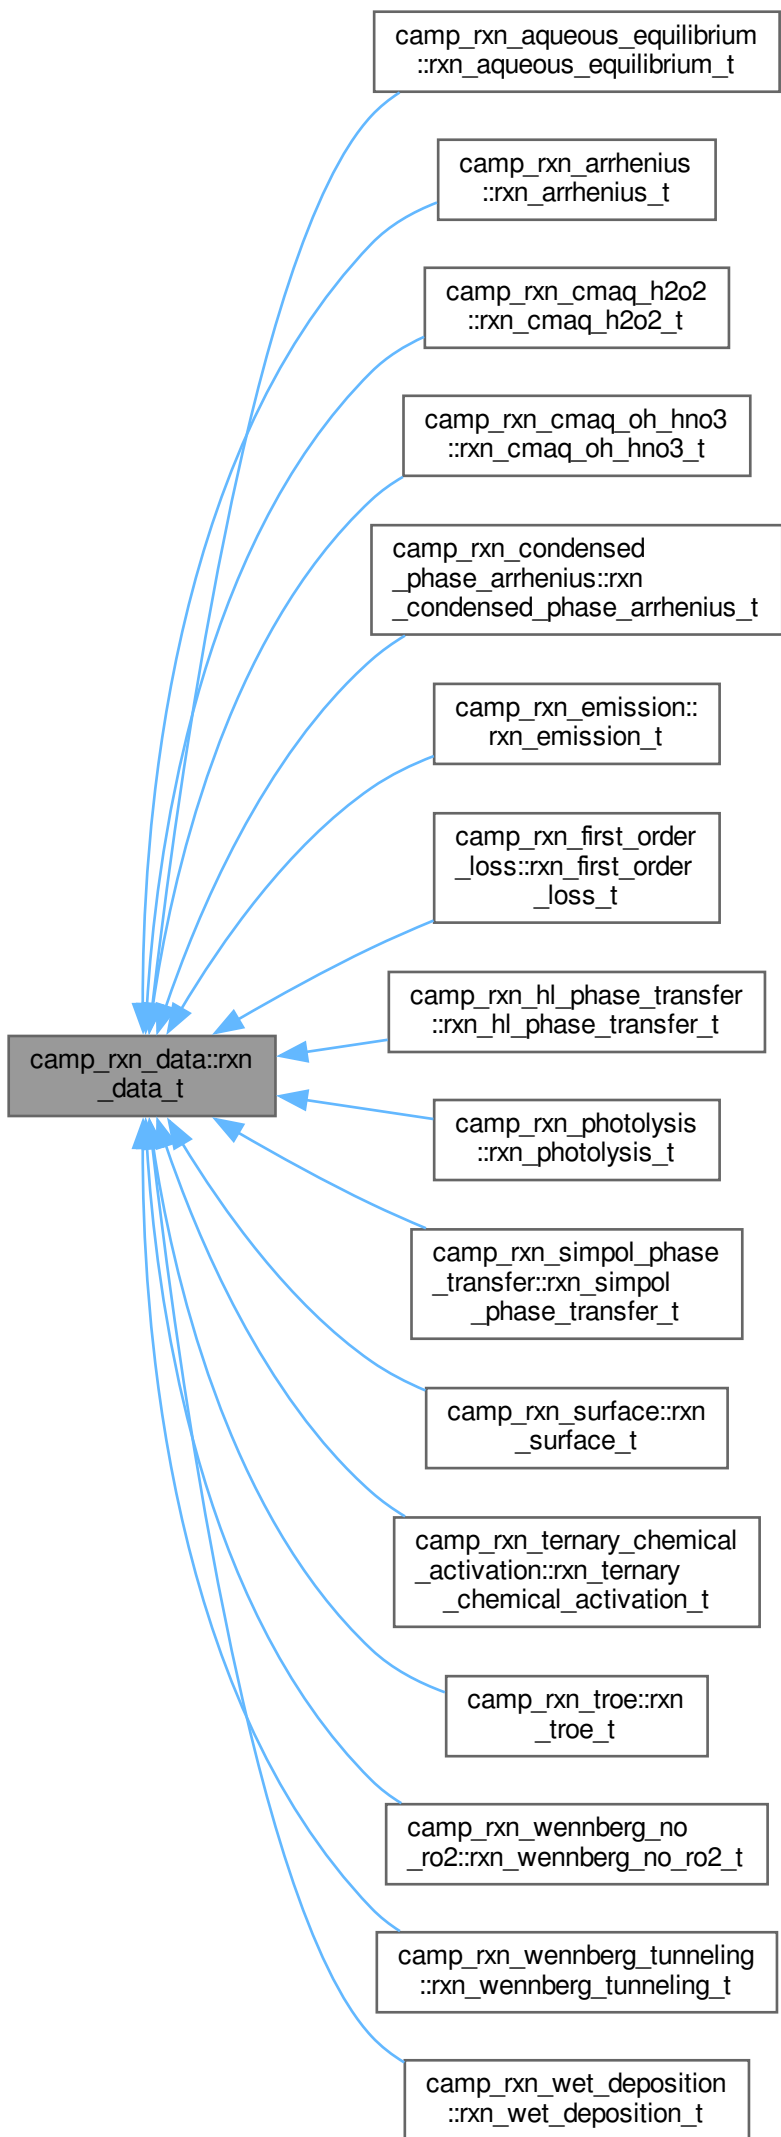 camp_rxn_aqueous_equilibrium
::rxn_aqueous_equilibrium_t
camp_rxn_arrhenius
::rxn_arrhenius_t
camp_rxn_cmaq_h2o2
::rxn_cmaq_h2o2_t
camp_rxn_cmaq_oh_hno3
::rxn_cmaq_oh_hno3_t
camp_rxn_condensed
_phase_arrhenius::rxn
_condensed_phase_arrhenius_t
camp_rxn_emission::
rxn_emission_t
camp_rxn_first_order
_loss::rxn_first_order
_loss_t
camp_rxn_hl_phase_transfer
::rxn_hl_phase_transfer_t
camp_rxn_data::rxn
_data_t
camp_rxn_photolysis
::rxn_photolysis_t
camp_rxn_simpol_phase
_transfer::rxn_simpol
_phase_transfer_t
camp_rxn_surface::rxn
_surface_t
camp_rxn_ternary_chemical
_activation::rxn_ternary
_chemical_activation_t
camp_rxn_troe::rxn
_troe_t
camp_rxn_wennberg_no
_ro2::rxn_wennberg_no_ro2_t
camp_rxn_wennberg_tunneling
::rxn_wennberg_tunneling_t
camp_rxn_wet_deposition
::rxn_wet_deposition_t